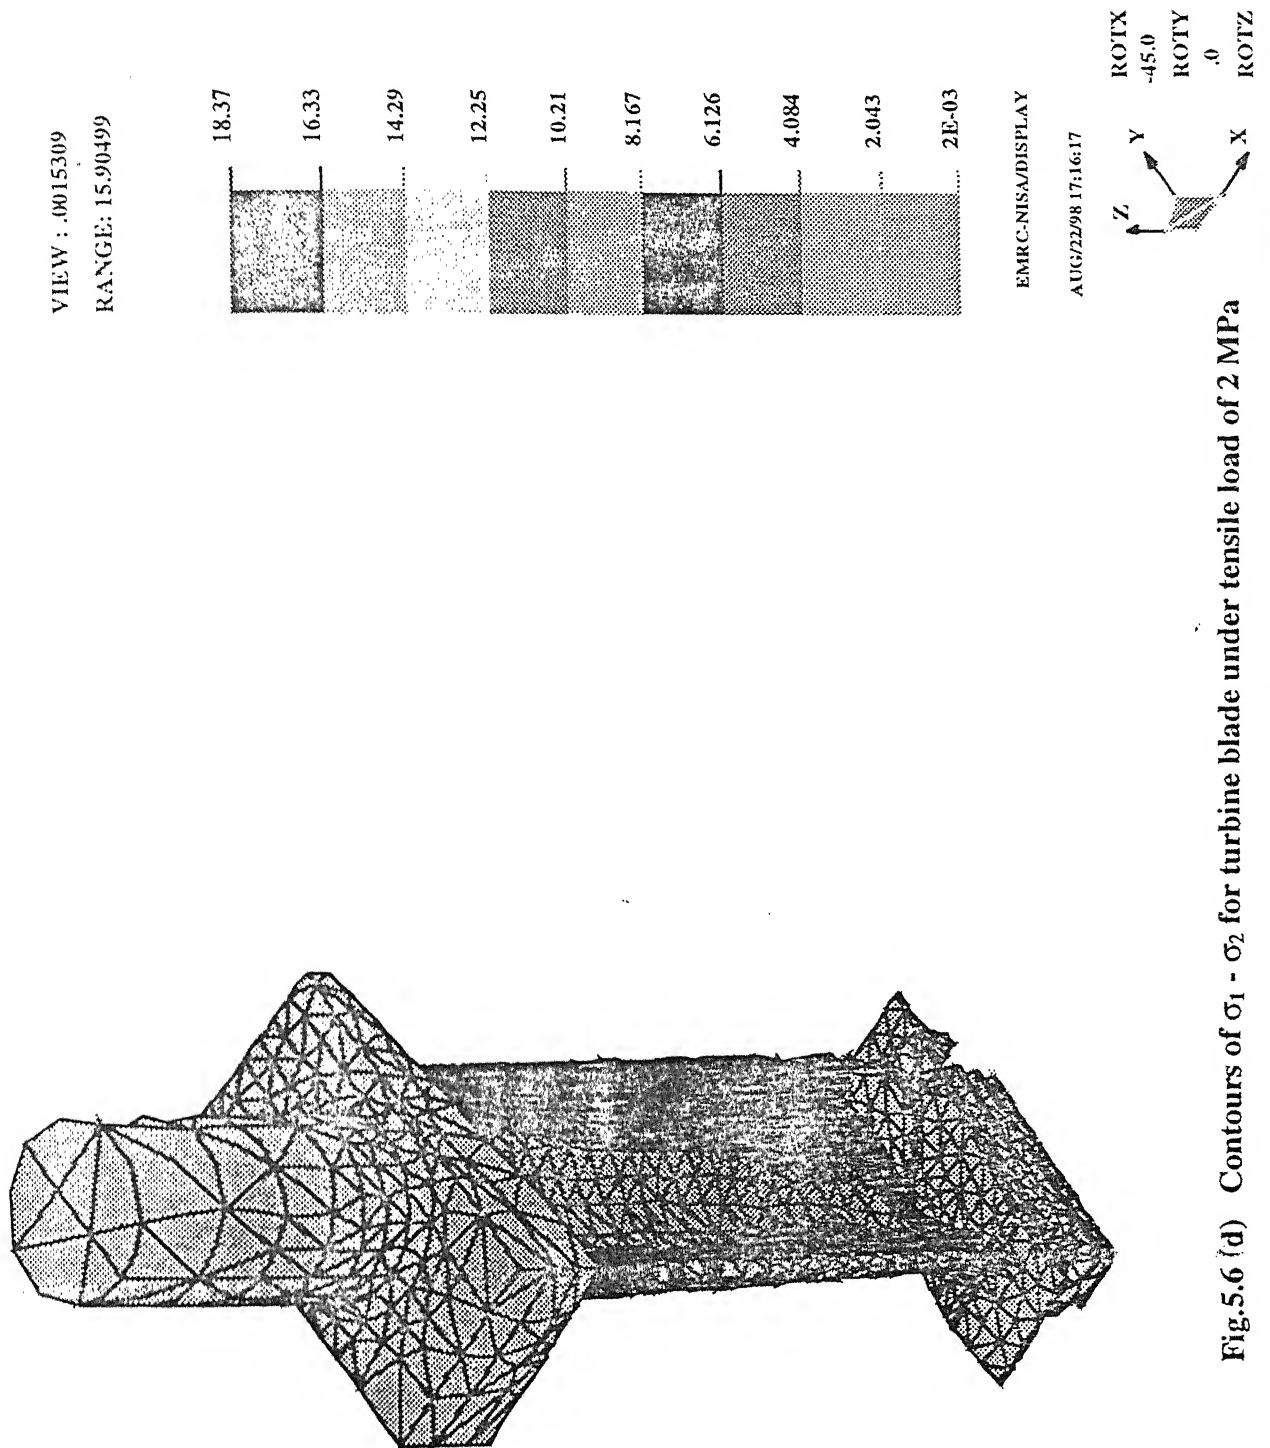 VIEW : .0015309
RANGE: 15.90499
18.37
16.33
14.29
12.25
10.21
8.167
6.126
4.084
2.043
2E-03
EMRC-NISA/DISPLAY
AUG/22/98 17:16:17
Z
Y
X
ROTX
-45.0
ROTY
.0
ROTZ
Fig.5.6 (d) Contours of σ1 - σ2 for turbine blade under tensile load of 2 MPa